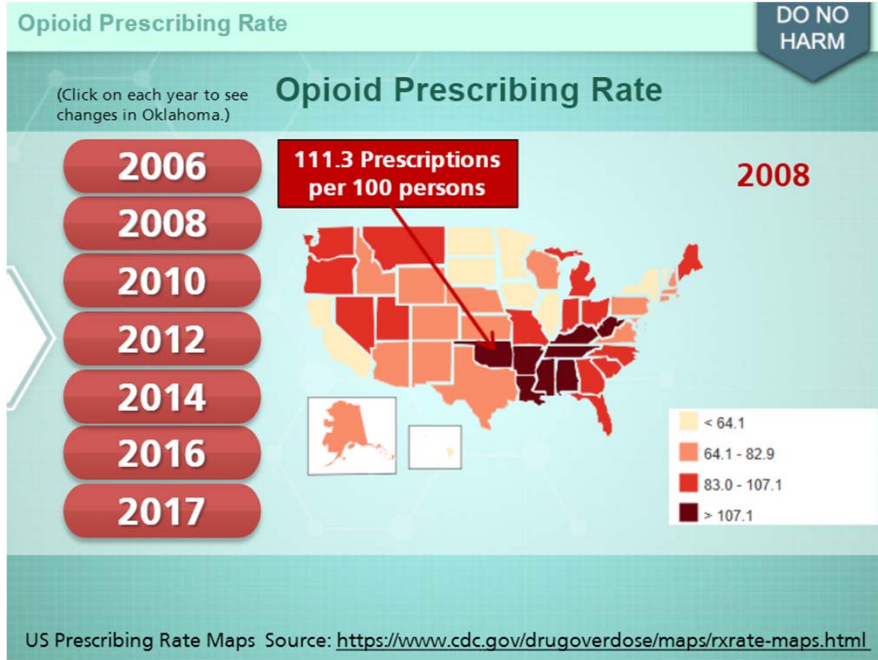 Opioid Prescribing Rate
DO NO
HARM
(Click on each year to see
changes in Oklahoma.)
Opioid Prescribing Rate
2006
2008
2010
2012
2014
2016
2017
111.3 Prescriptions
per 100 persons
2008
< 64.1
64.1 - 82.9
83.0 - 107.1
> 107.1
US Prescribing Rate Maps Source: https://www.cdc.gov/drugoverdose/maps/rxrate-maps.html